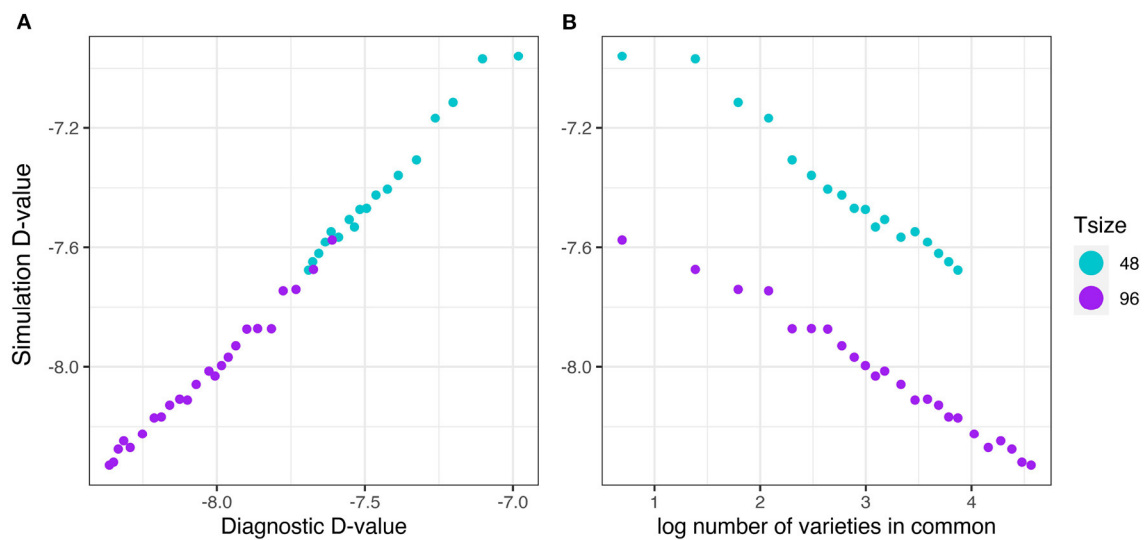 A
B
Simulation D-value
-7.2
-7.6
-8.0
-8.0
-7.5
-7.0
Diagnostic D-value
-7.2
-7.6
-8.0
1
2
3
4
log number of varieties in common
Tsize
48
96